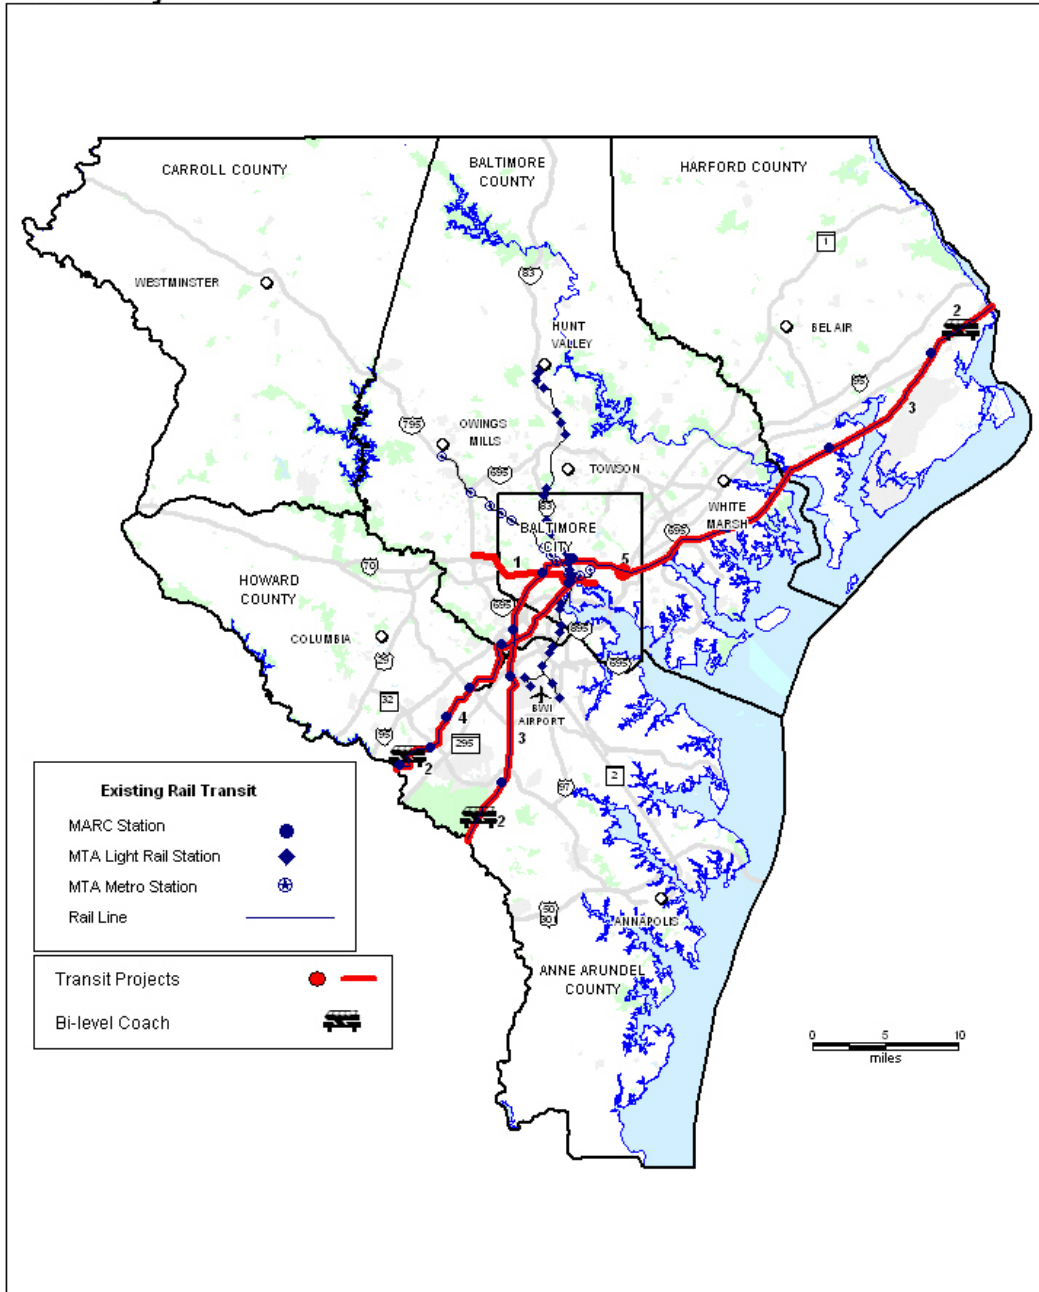 CARROLL COUNTY
BALTIMORE
COUNTY
HARFORD COUNTY
1
WESTMINSTER
83
2
HUNT
VALLEY
BEL AIR
95
3
795
OWINGS
MILLS
695
TOWSON
83
WHITE
MARSH
BALTIMORE
CITY
695
70
1
5
HOWARD
COUNTY
695
COLUMBIA
895
29
695
32
BWI
AIRPORT
4
95
295
3
2
97
2
2
Existing Rail Transit
MARC Station
MTA Light Rail Station
MTA Metro Station
Rail Line
50
301
ANNAPOLIS
Transit Projects
Bi-level Coach
ANNE ARUNDEL
COUNTY
0 5 10
miles